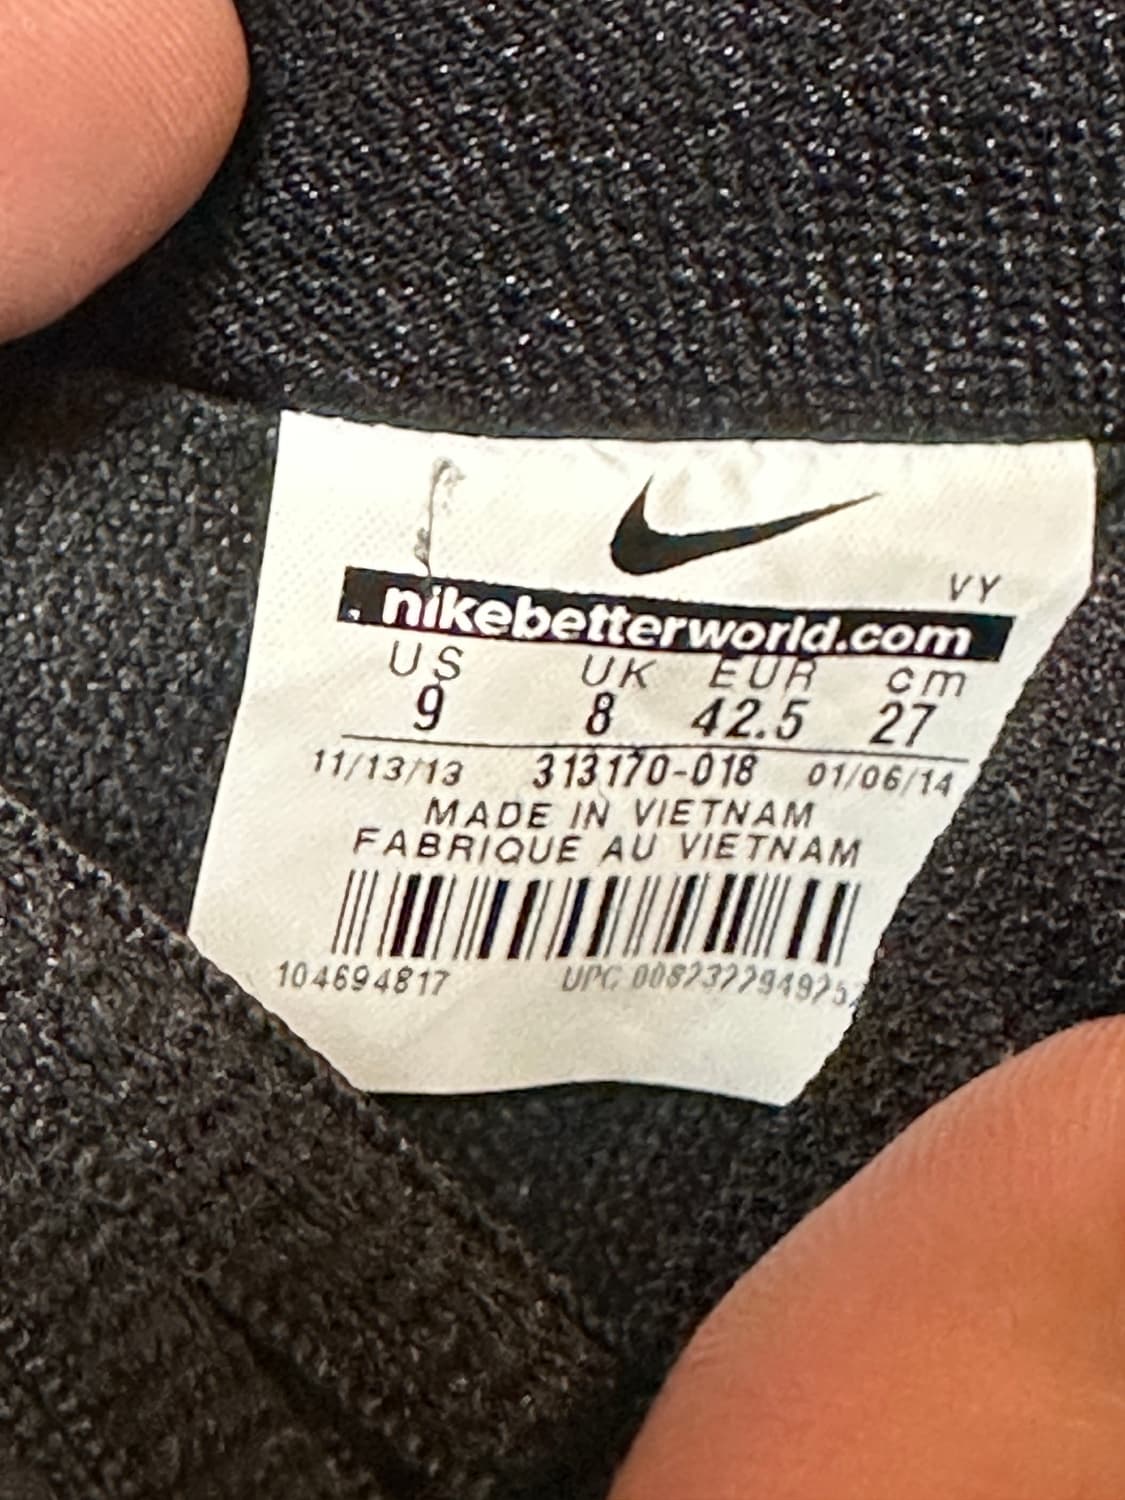 VY
nikebetterworld.com
US UK EUR cm
9 8 42.5 27
11/13/13 313170-018 01/06/14
MADE IN VIETNAM
FABRIQUE AU VIETNAM
104694817 UPC